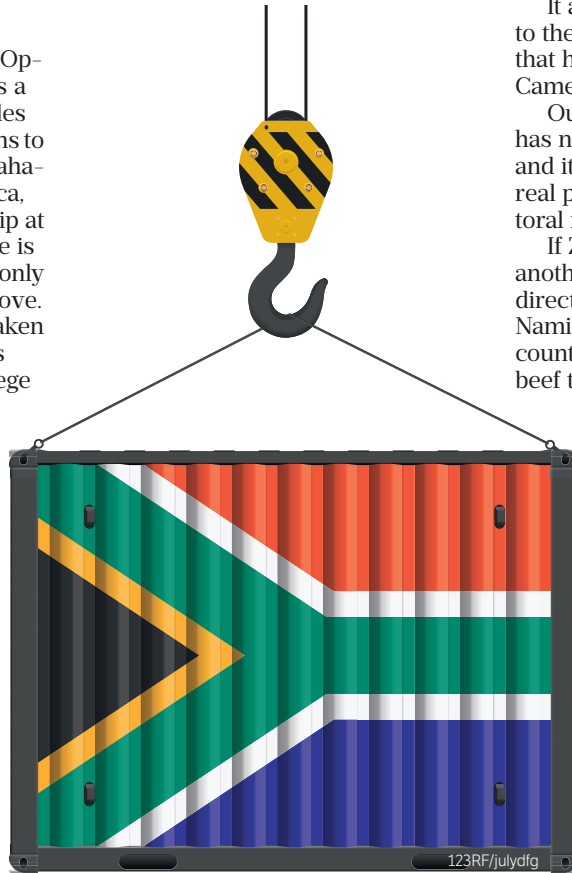 Op-
s a
les
ns to
aha-
ca,
ip at
e is
only
ove.
aken
s
ege
It a
to the
that h
Came
Ou
has n
and it
real p
toral
If Z
anoth
direct
Nami
count
beef t
123RF/julydfg